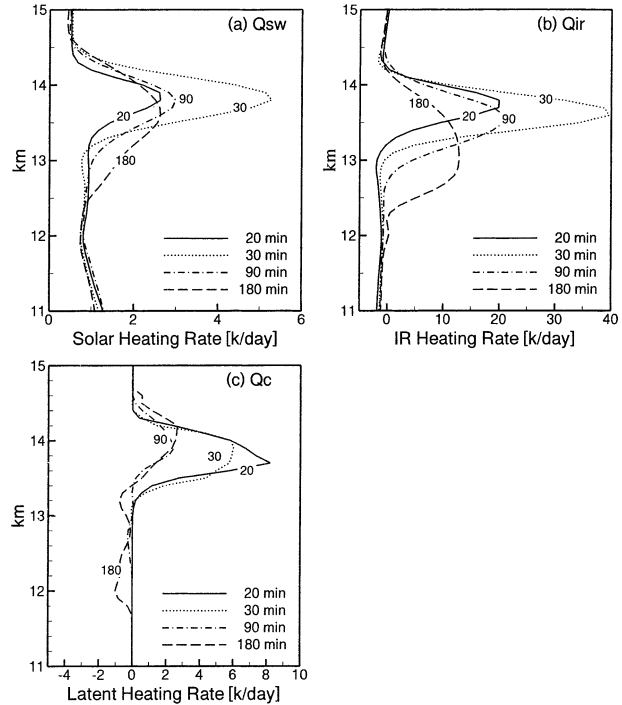 15
14
13
12
11
km
(a) Qsw
20
90
30
180
20 min
30 min
90 min
180 min
0
2
4
6
Solar Heating Rate [k/day]
15
14
13
12
11
km
(b) Qir
180
30
20
90
20 min
30 min
90 min
180 min
0
10
20
30
40
IR Heating Rate [k/day]
15
14
13
12
11
km
(c) Qc
90
30
20
180
20 min
30 min
90 min
180 min
-4
-2
0
2
4
6
8
10
Latent Heating Rate [k/day]